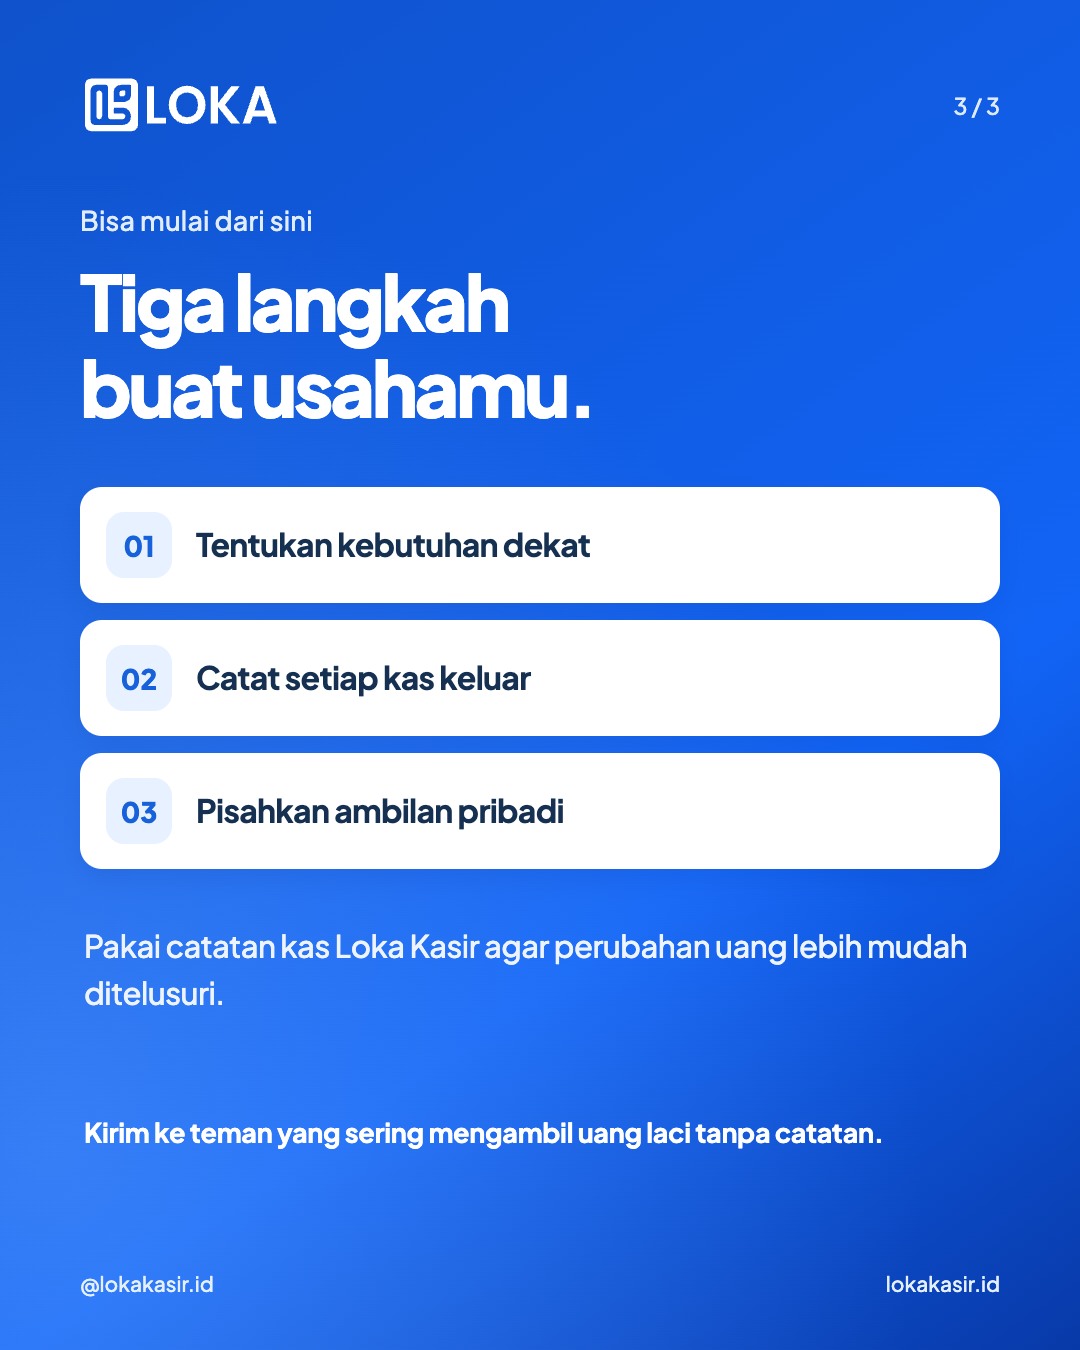 LOKA
3 / 3
Bisa mulai dari sini
Tiga langkah
buat usahamu.
01 Tentukan kebutuhan dekat
02 Catat setiap kas keluar
03 Pisahkan ambilan pribadi
Pakai catatan kas Loka Kasir agar perubahan uang lebih mudah
ditelusuri.
Kirim ke teman yang sering mengambil uang laci tanpa catatan.
@lokakasir.id
lokakasir.id